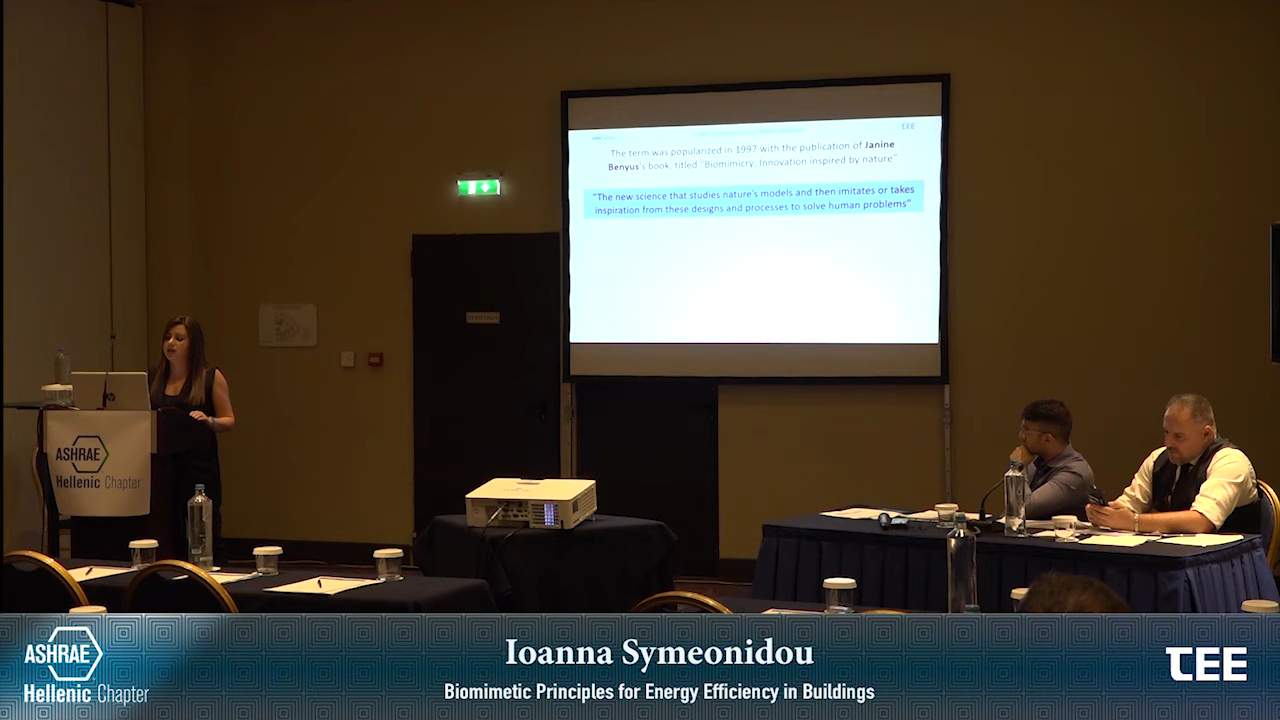 TEE
The term was popularized in 1997 with the publication of Janine
Benyus's book, titled "Biomimicry: Innovation inspired by nature"
"The new science that studies nature's models and then imitates or takes
inspiration from these designs and processes to solve human problems"
hp
ASHRAE
Hellenic Chapter
ASHRAE
Hellenic Chapter
Ioanna Symeonidou
Biomimetic Principles for Energy Efficiency in Buildings
TEE